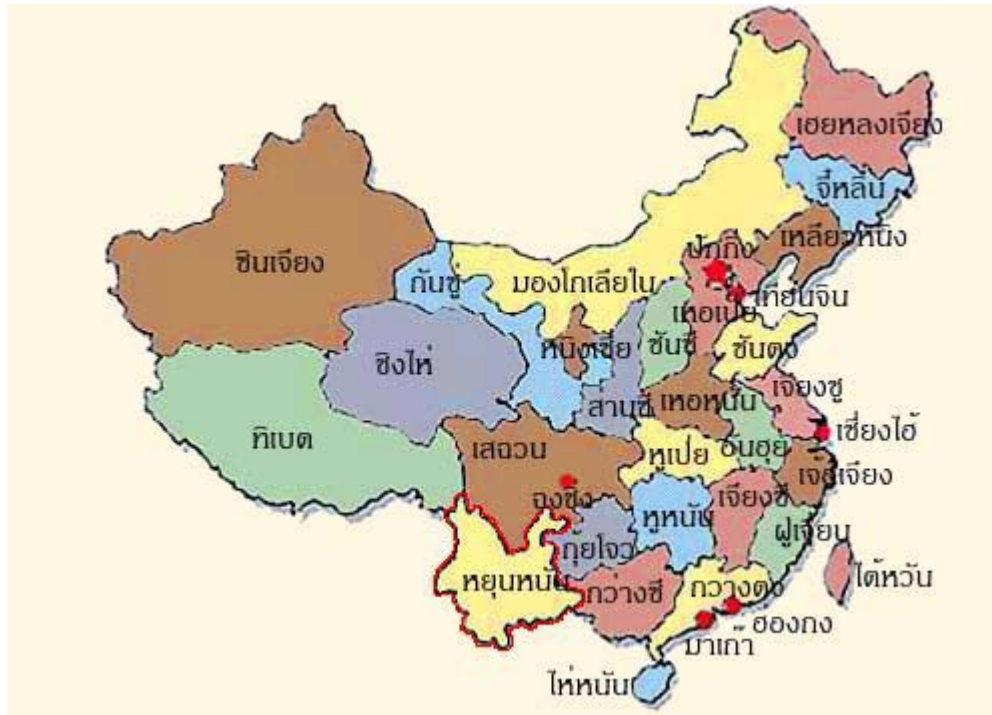 เฮยหลงเจียง
จี๋หลิน
เหลียวหนิง
ปักกิ่ง
ซินเจียง
กันซู่
มองโกเลียใน
เทียนจิน
เหอเป่ย
หนิงเซี่ย
ซันซี
ซันตง
ชิงไห่
ส่านซี
เหอหนัน
เจียงซู
ทิเบต
เสฉวน
หูเป่ย
อันฮุย
เซี่ยงไฮ้
เจ้อเจียง
ฉงชิ่ง
หูหนัน
เจียงซี
กุ้ยโจว
ฝูเจี้ยน
หยุนหนัน
กว่างซี
กวางตง
ไต้หวัน
ฮ่องกง
มาเก๊า
ไห่หนัน